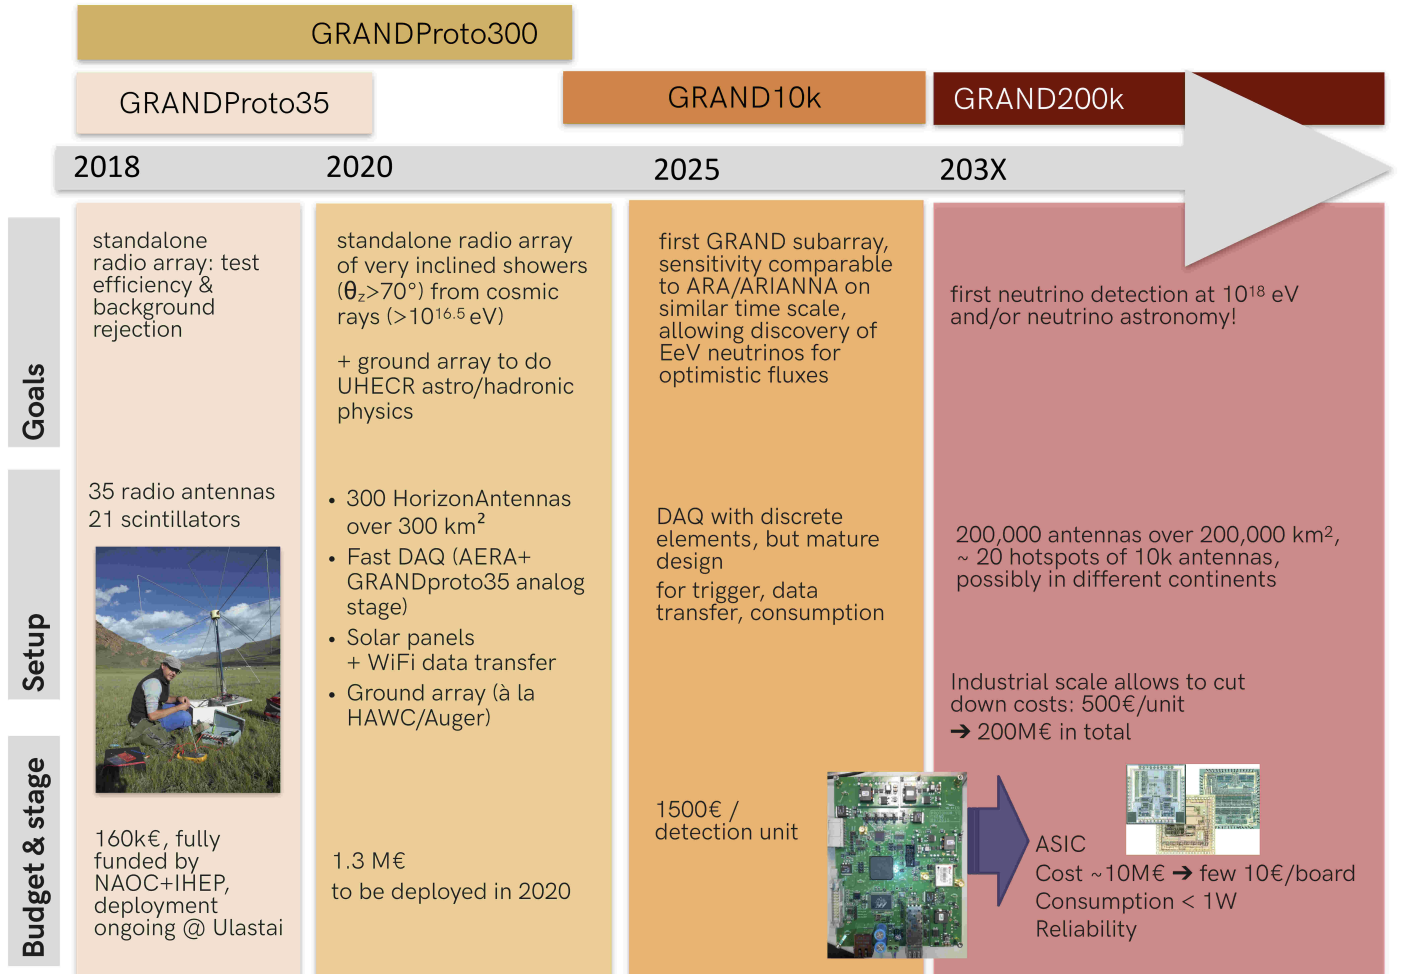 GRANDProto300
GRANDProto35
GRAND10k
GRAND200k
2018
2020
2025
203X
Goals
standalone
radio array: test
efficiency &
background
rejection
standalone radio array
of very inclined showers
(θz>70°) from cosmic
rays (>10^16.5 eV)
+ ground array to do
UHECR astro/hadronic
physics
first GRAND subarray,
sensitivity comparable
to ARA/ARIANNA on
similar time scale,
allowing discovery of
EeV neutrinos for
optimistic fluxes
first neutrino detection at 10^18 eV
and/or neutrino astronomy!
Setup
35 radio antennas
21 scintillators
• 300 HorizonAntennas
over 300 km²
• Fast DAQ (AERA+
GRANDproto35 analog
stage)
• Solar panels
+ WiFi data transfer
• Ground array (à la
HAWC/Auger)
DAQ with discrete
elements, but mature
design
for trigger, data
transfer, consumption
200,000 antennas over 200,000 km²,
~ 20 hotspots of 10k antennas,
possibly in different continents
Industrial scale allows to cut
down costs: 500€/unit
➔ 200M€ in total
Budget & stage
160k€, fully
funded by
NAOC+IHEP,
deployment
ongoing @ Ulastai
1.3 M€
to be deployed in 2020
1500€ /
detection unit
ASIC
Cost ~10M€ ➔ few 10€/board
Consumption < 1W
Reliability